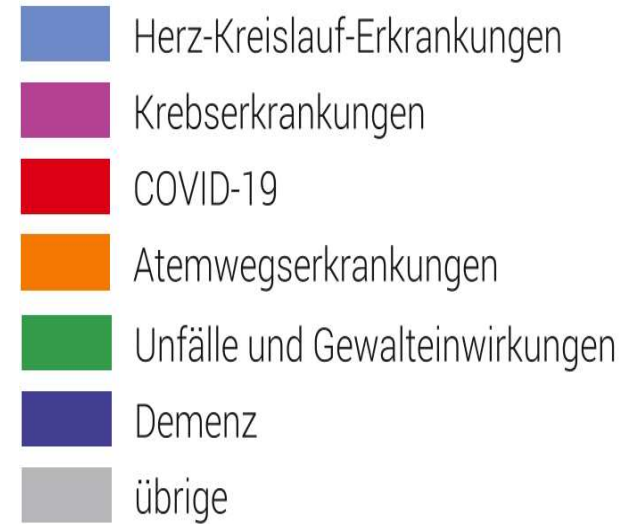 Herz-Kreislauf-Erkrankungen
Krebserkrankungen
COVID-19
Atemwegserkrankungen
Unfälle und Gewalteinwirkungen
Demenz
übrige